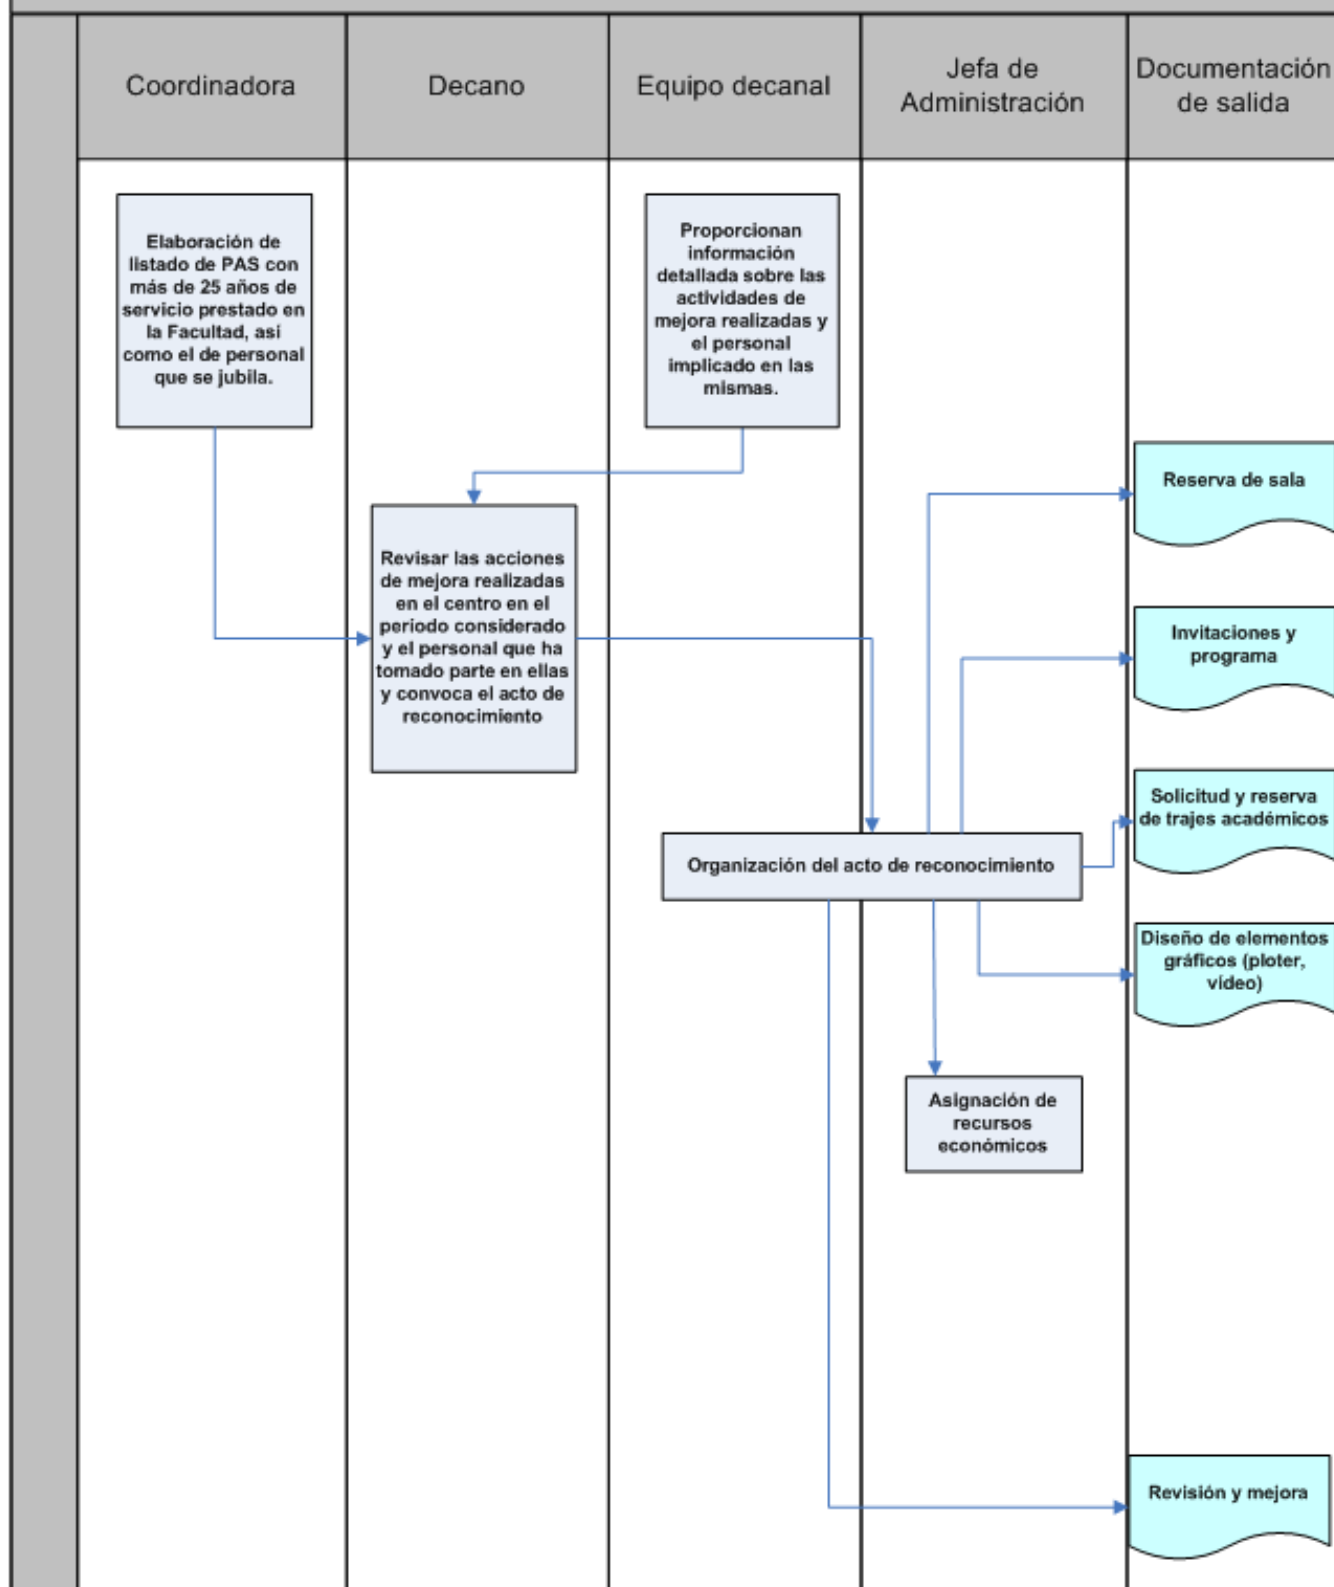 Coordinadora
Decano
Equipo decanal
Jefa de
Administración
Documentación
de salida
Elaboración de
listado de PAS con
más de 25 años de
servicio prestado en
la Facultad, así
como el de personal
que se jubila.
Proporcionan
información
detallada sobre las
actividades de
mejora realizadas y
el personal
implicado en las
mismas.
Reserva de sala
Revisar las acciones
de mejora realizadas
en el centro en el
periodo considerado
y el personal que ha
tomado parte en ellas
y convoca el acto de
reconocimiento
Invitaciones y
programa
Solicitud y reserva
de trajes académicos
Organización del acto de reconocimiento
Diseño de elementos
gráficos (ploter,
vídeo)
Asignación de
recursos
económicos
Revisión y mejora